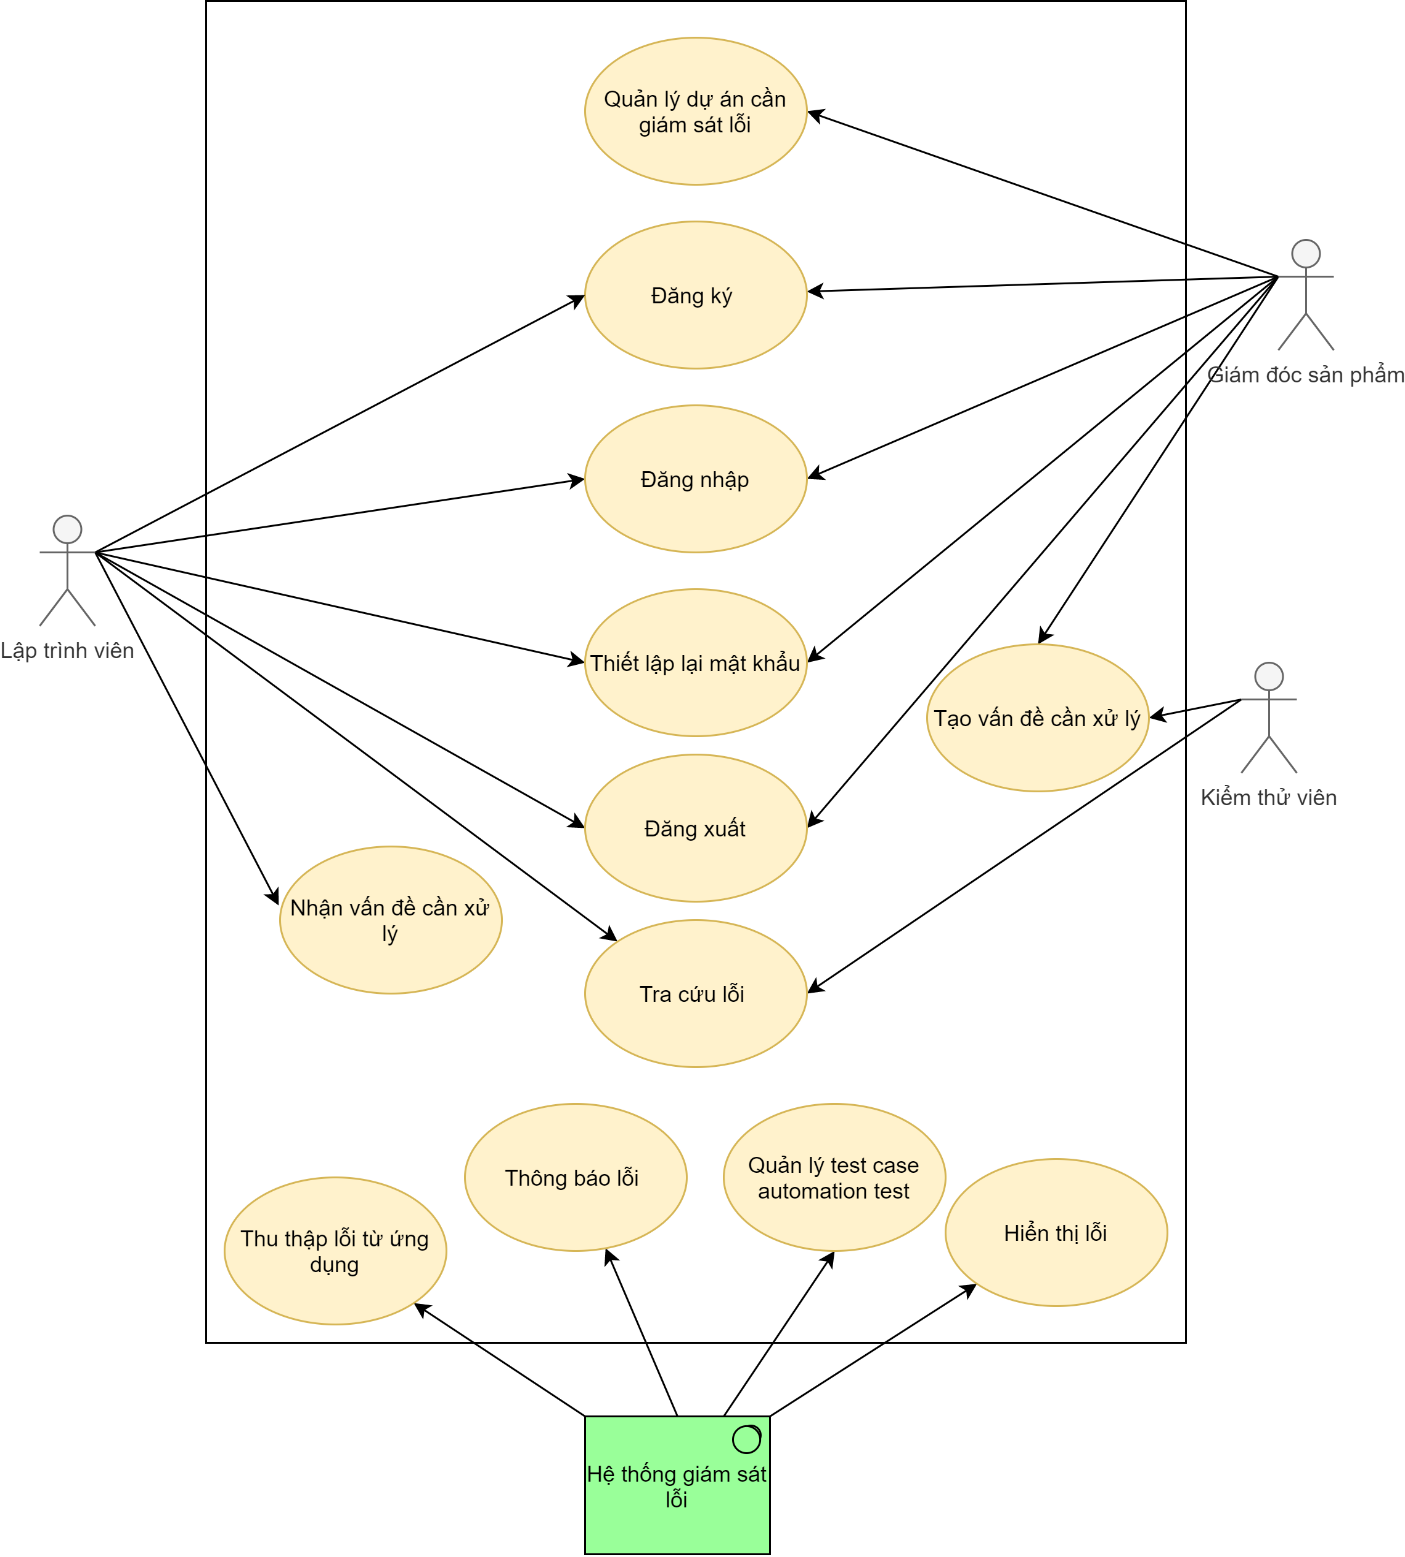 Quản lý dự án cần
giám sát lỗi
Đăng ký
Giám đóc sản phẩm
Đăng nhập
Lập trình viên
Thiết lập lại mật khẩu
Tạo vấn đề cần xử lý
Kiểm thử viên
Đăng xuất
Nhận vấn đề cần xử
lý
Tra cứu lỗi
Thông báo lỗi
Quản lý test case
automation test
Hiển thị lỗi
Thu thập lỗi từ ứng
dụng
Hệ thống giám sát
lỗi